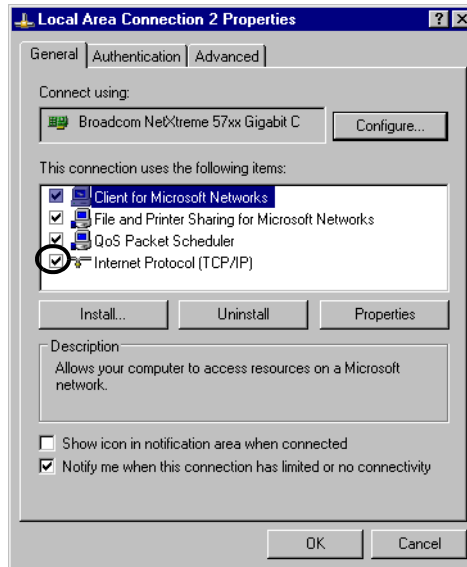 Local Area Connection 2 Properties
General Authentication Advanced
Connect using:
Broadcom NetXtreme 57xx Gigabit C Configure...
This connection uses the following items:
Client for Microsoft Networks
File and Printer Sharing for Microsoft Networks
QoS Packet Scheduler
Internet Protocol (TCP/IP)
Install... Uninstall Properties
Description
Allows your computer to access resources on a Microsoft
network.
Show icon in notification area when connected
Notify me when this connection has limited or no connectivity
OK Cancel